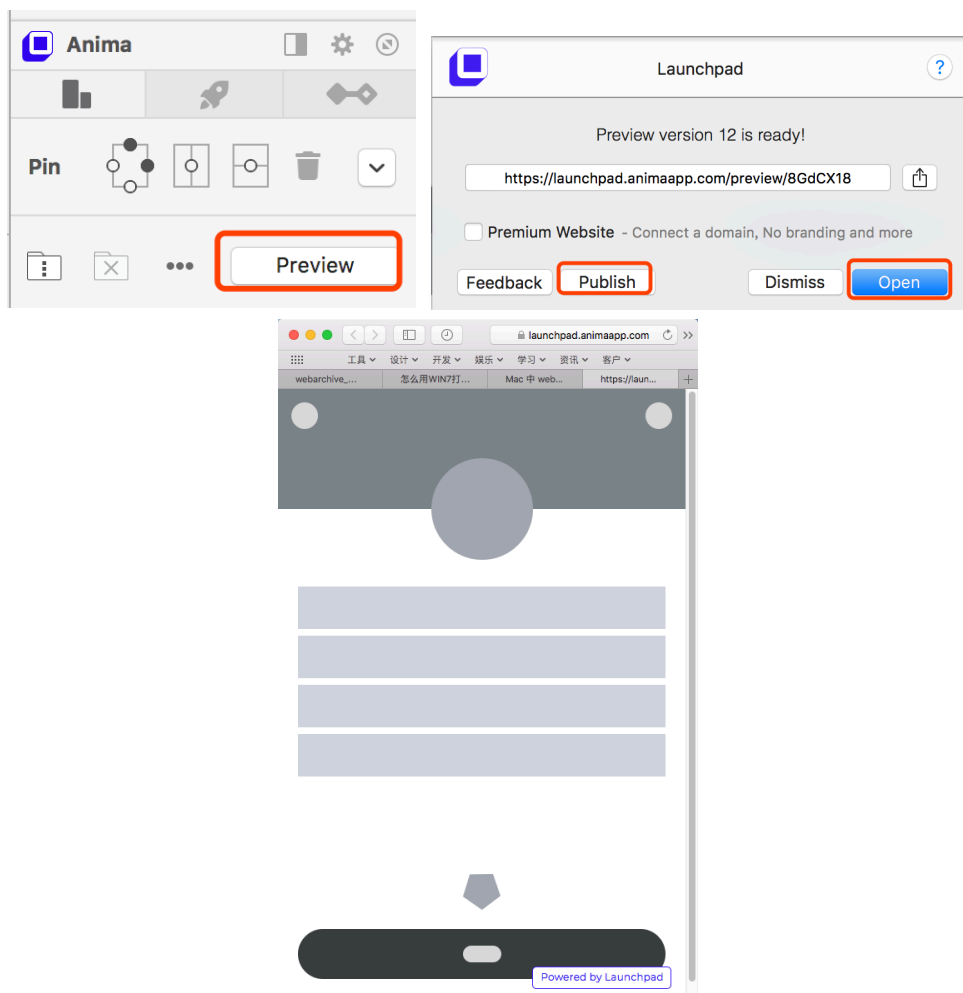 Anima
Pin
Preview
Launchpad
?
Preview version 12 is ready!
https://launchpad.animaapp.com/preview/8GdCX18
Premium Website - Connect a domain, No branding and more
Feedback Publish Dismiss Open
launchpad.animaapp.com
工具 设计 开发 娱乐 学习 资讯 客户
webarchive_... 怎么用WIN7打... Mac 中 web... https://laun...
Powered by Launchpad